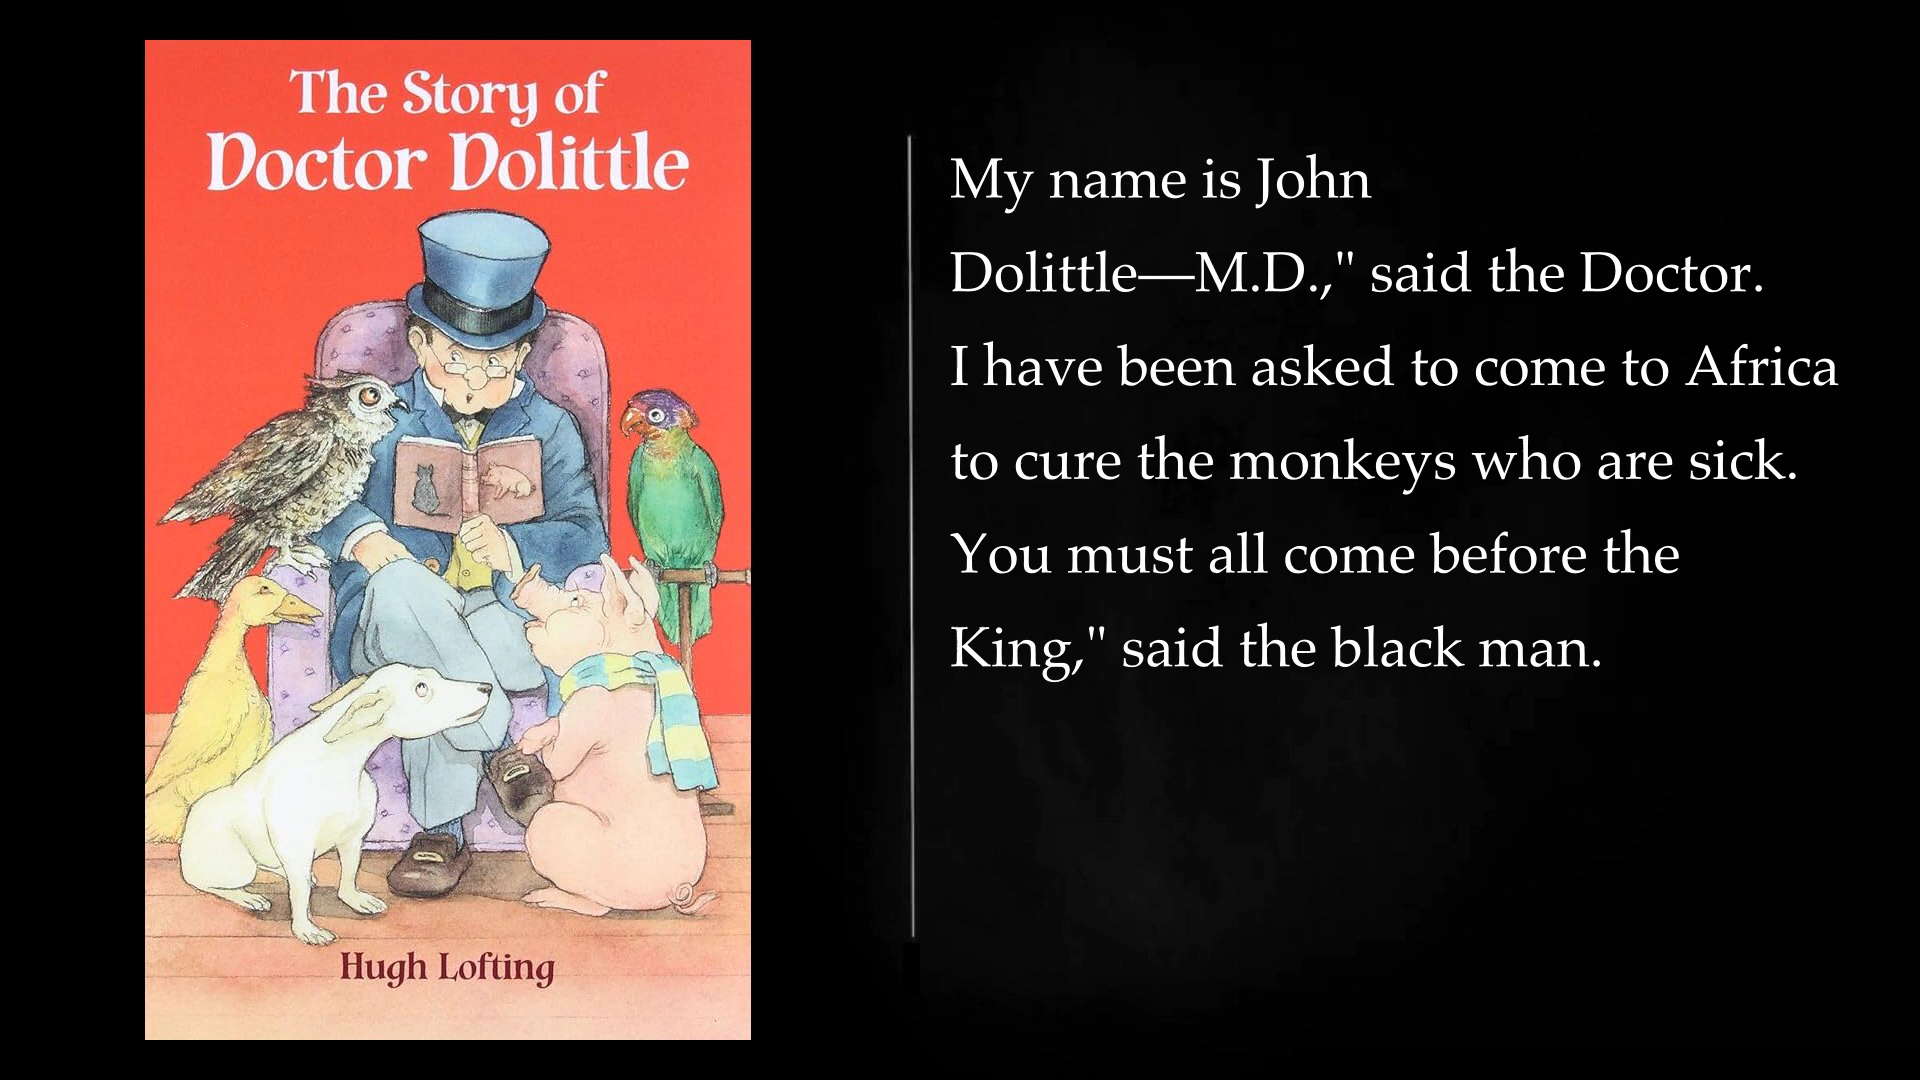 The Story of
Doctor Dolittle
Hugh Lofting
My name is John
Dolittle—M.D.," said the Doctor.
I have been asked to come to Africa
to cure the monkeys who are sick.
You must all come before the
King," said the black man.